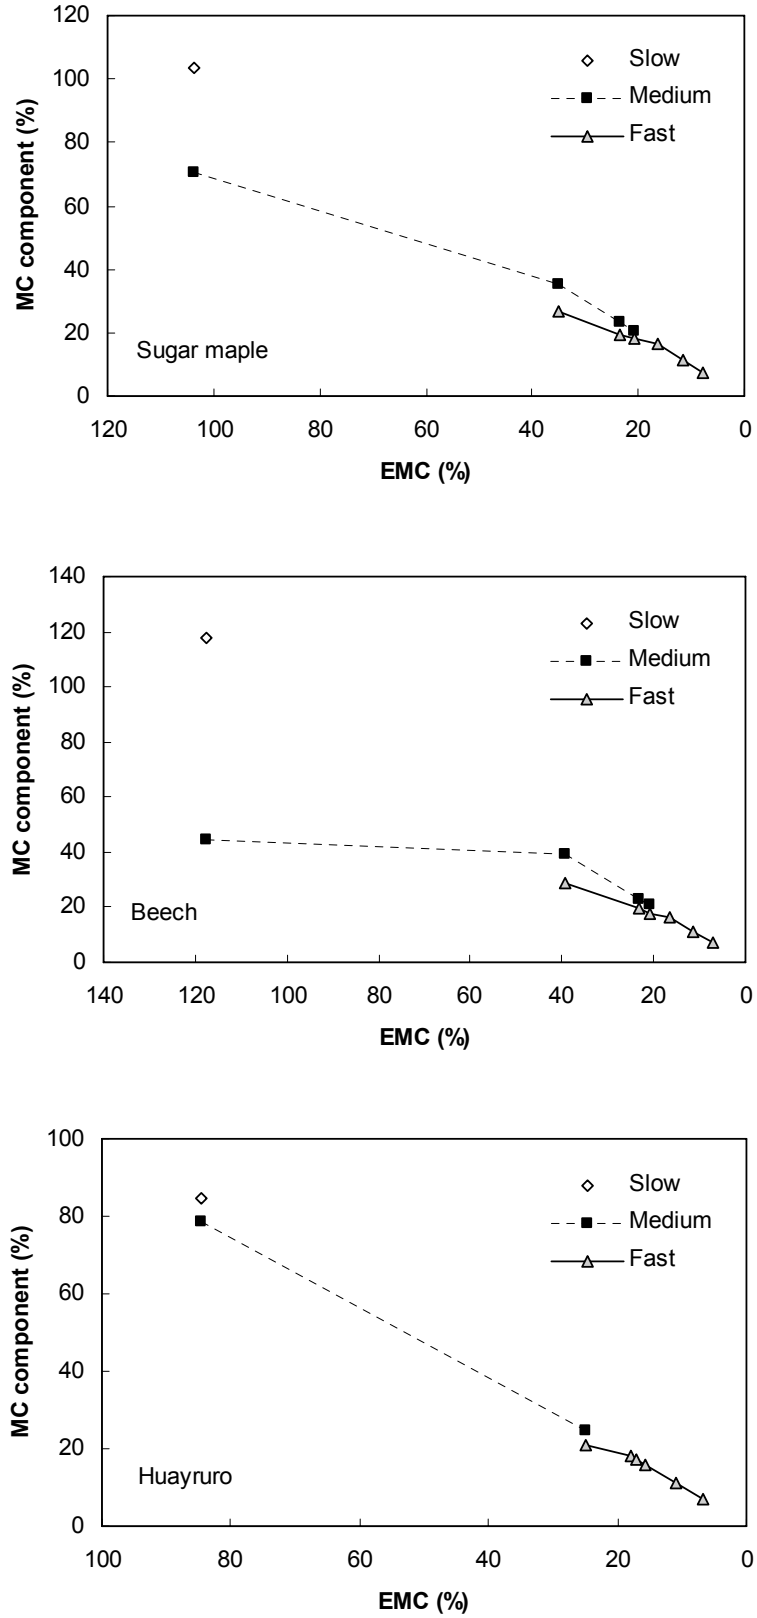 120
100
80
60
40
20
0
MC component (%)
Slow
Medium
Fast
Sugar maple
120 100 80 60 40 20 0
EMC (%)
140
120
100
80
60
40
20
0
MC component (%)
Slow
Medium
Fast
Beech
140 120 100 80 60 40 20 0
EMC (%)
100
80
60
40
20
0
MC component (%)
Slow
Medium
Fast
Huayruro
100 80 60 40 20 0
EMC (%)